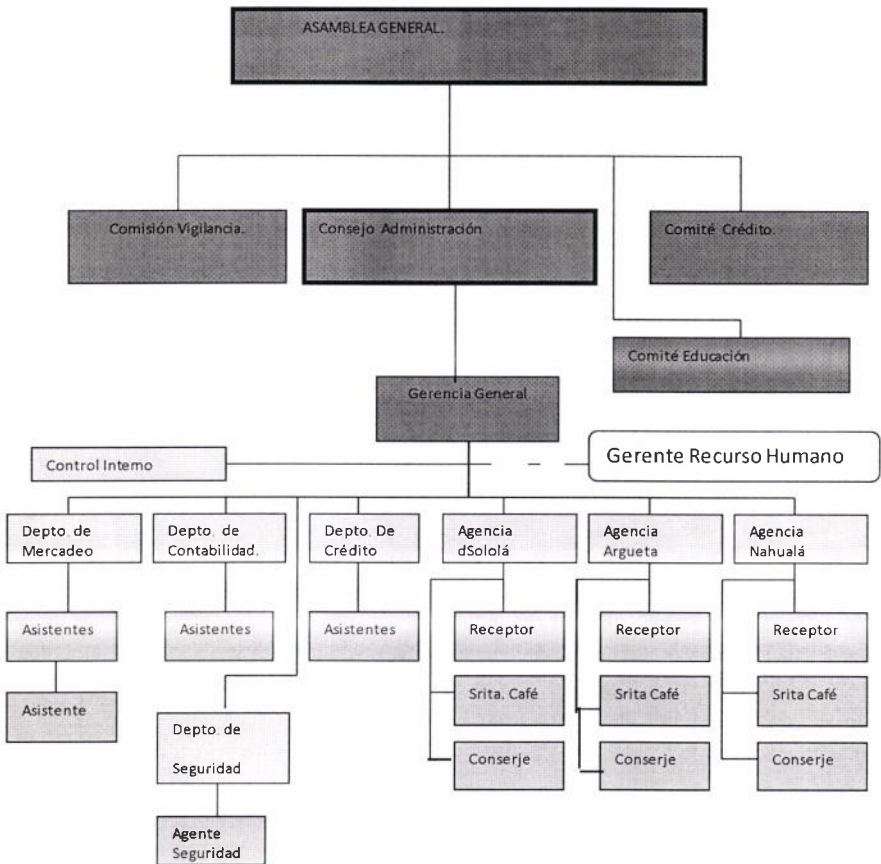 ASAMBLEA GENERAL.
Comisión Vigilancia.
Consejo Administración
Comité Crédito.
Comité Educación
Gerencia General
Control Interno
Gerente Recurso Humano
Depto. de
Mercadeo
Depto. de
Contabilidad.
Depto. De
Crédito
Agencia
dSololá
Agencia
Argueta
Agencia
Nahualá
Asistentes
Asistentes
Asistentes
Receptor
Receptor
Receptor
Asistente
Srita. Café
Srita Café
Srita Café
Depto. de
Seguridad
Conserje
Conserje
Conserje
Agente
Seguridad